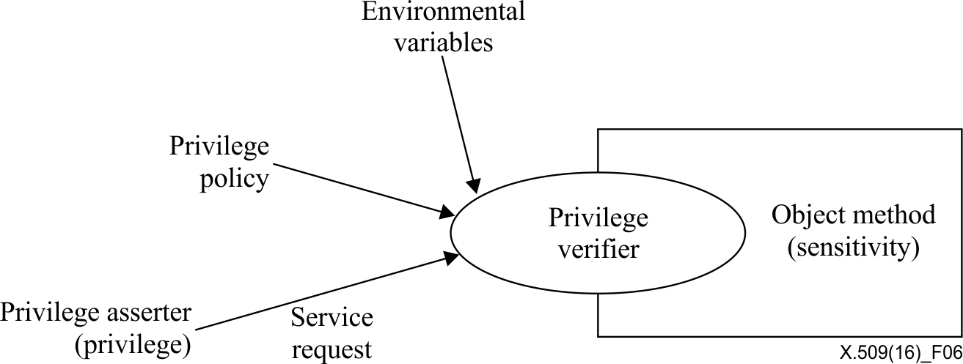 Environmental
variables
Privilege
policy
Privilege
verifier
Object method
(sensitivity)
Privilege asserter
(privilege)
Service
request
X.509(16)_F06